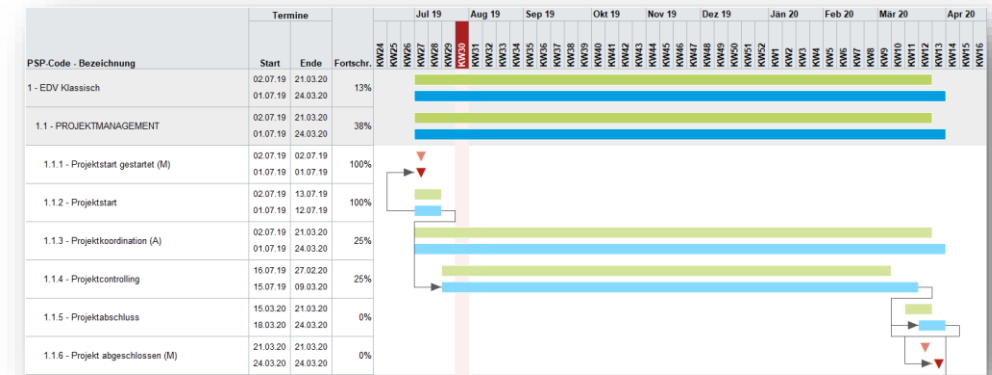 Termine
Jul 19 Aug 19 Sep 19 Okt 19 Nov 19 Dez 19 Jän 20 Feb 20 Mär 20 Apr 20
PSP-Code - Bezeichnung Start Ende Fortschr. KW24 KW25 KW26 KW27 KW28 KW29 KW30 KW31 KW32 KW33 KW34 KW35 KW36 KW37 KW38 KW39 KW40 KW41 KW42 KW43 KW44 KW45 KW46 KW47 KW48 KW49 KW50 KW51 KW52 KW1 KW2 KW3 KW4 KW5 KW6 KW7 KW8 KW9 KW10 KW11 KW12 KW13 KW14 KW15 KW16
02.07.19 21.03.20
1 - EDV Klassisch 13%
01.07.19 24.03.20
02.07.19 21.03.20
1.1 - PROJEKTMANAGEMENT 38%
01.07.19 24.03.20
02.07.19 02.07.19
1.1.1 - Projektstart gestartet (M) 100%
01.07.19 01.07.19
02.07.19 13.07.19
1.1.2 - Projektstart 100%
01.07.19 12.07.19
02.07.19 21.03.20
1.1.3 - Projektkoordination (A) 25%
01.07.19 24.03.20
16.07.19 27.02.20
1.1.4 - Projektcontrolling 25%
15.07.19 09.03.20
15.03.20 21.03.20
1.1.5 - Projektabschluss 0%
18.03.20 24.03.20
21.03.20 21.03.20
1.1.6 - Projekt abgeschlossen (M) 0%
24.03.20 24.03.20